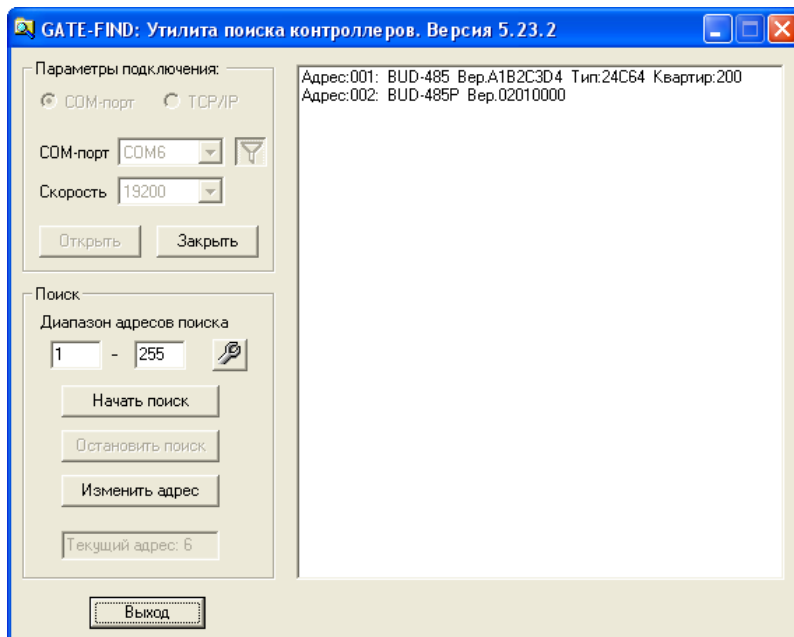 GATE-FIND: Утилита поиска контроллеров. Версия 5.23.2
Параметры подключения:
COM-порт TCP/IP
COM-порт COM6
Скорость 19200
Открыть Закрыть
Поиск
Диапазон адресов поиска
1 - 255
Начать поиск
Остановить поиск
Изменить адрес
Текущий адрес: 6
Выход
Адрес:001: BUD-485 Вер.A1B2C3D4 Тип:24C64 Квартир:200
Адрес:002: BUD-485P Вер.02010000